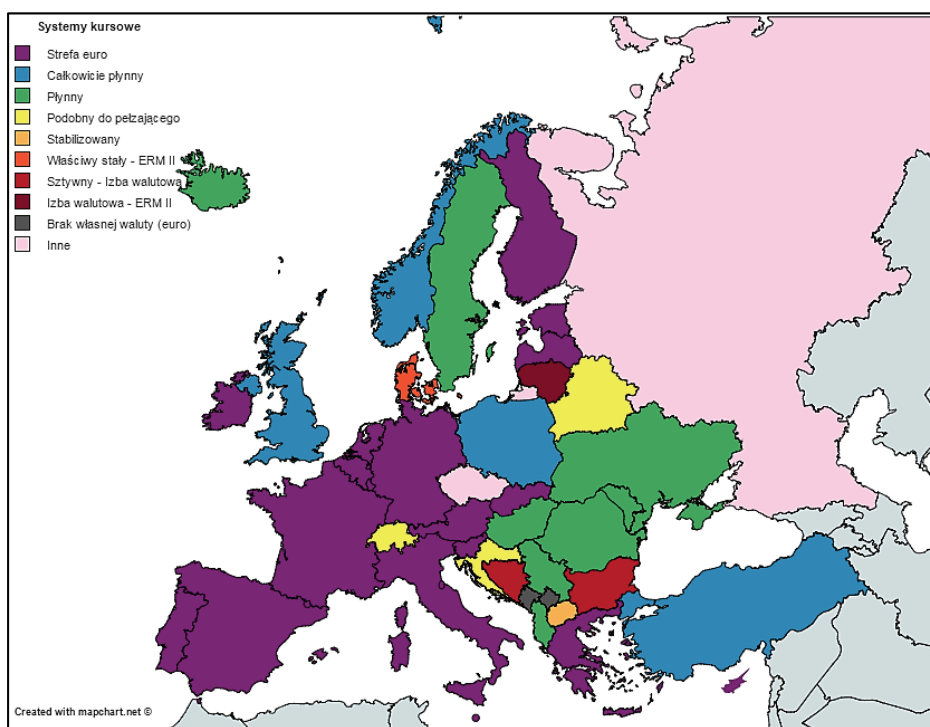 Systemy kursowe
Strefa euro
Całkowicie płynny
Płynny
Podobny do pełzającego
Stabilizowany
Właściwy stały - ERM II
Sztywny - Izba walutowa
Izba walutowa - ERM II
Brak własnej waluty (euro)
Inne
Created with mapchart.net ©